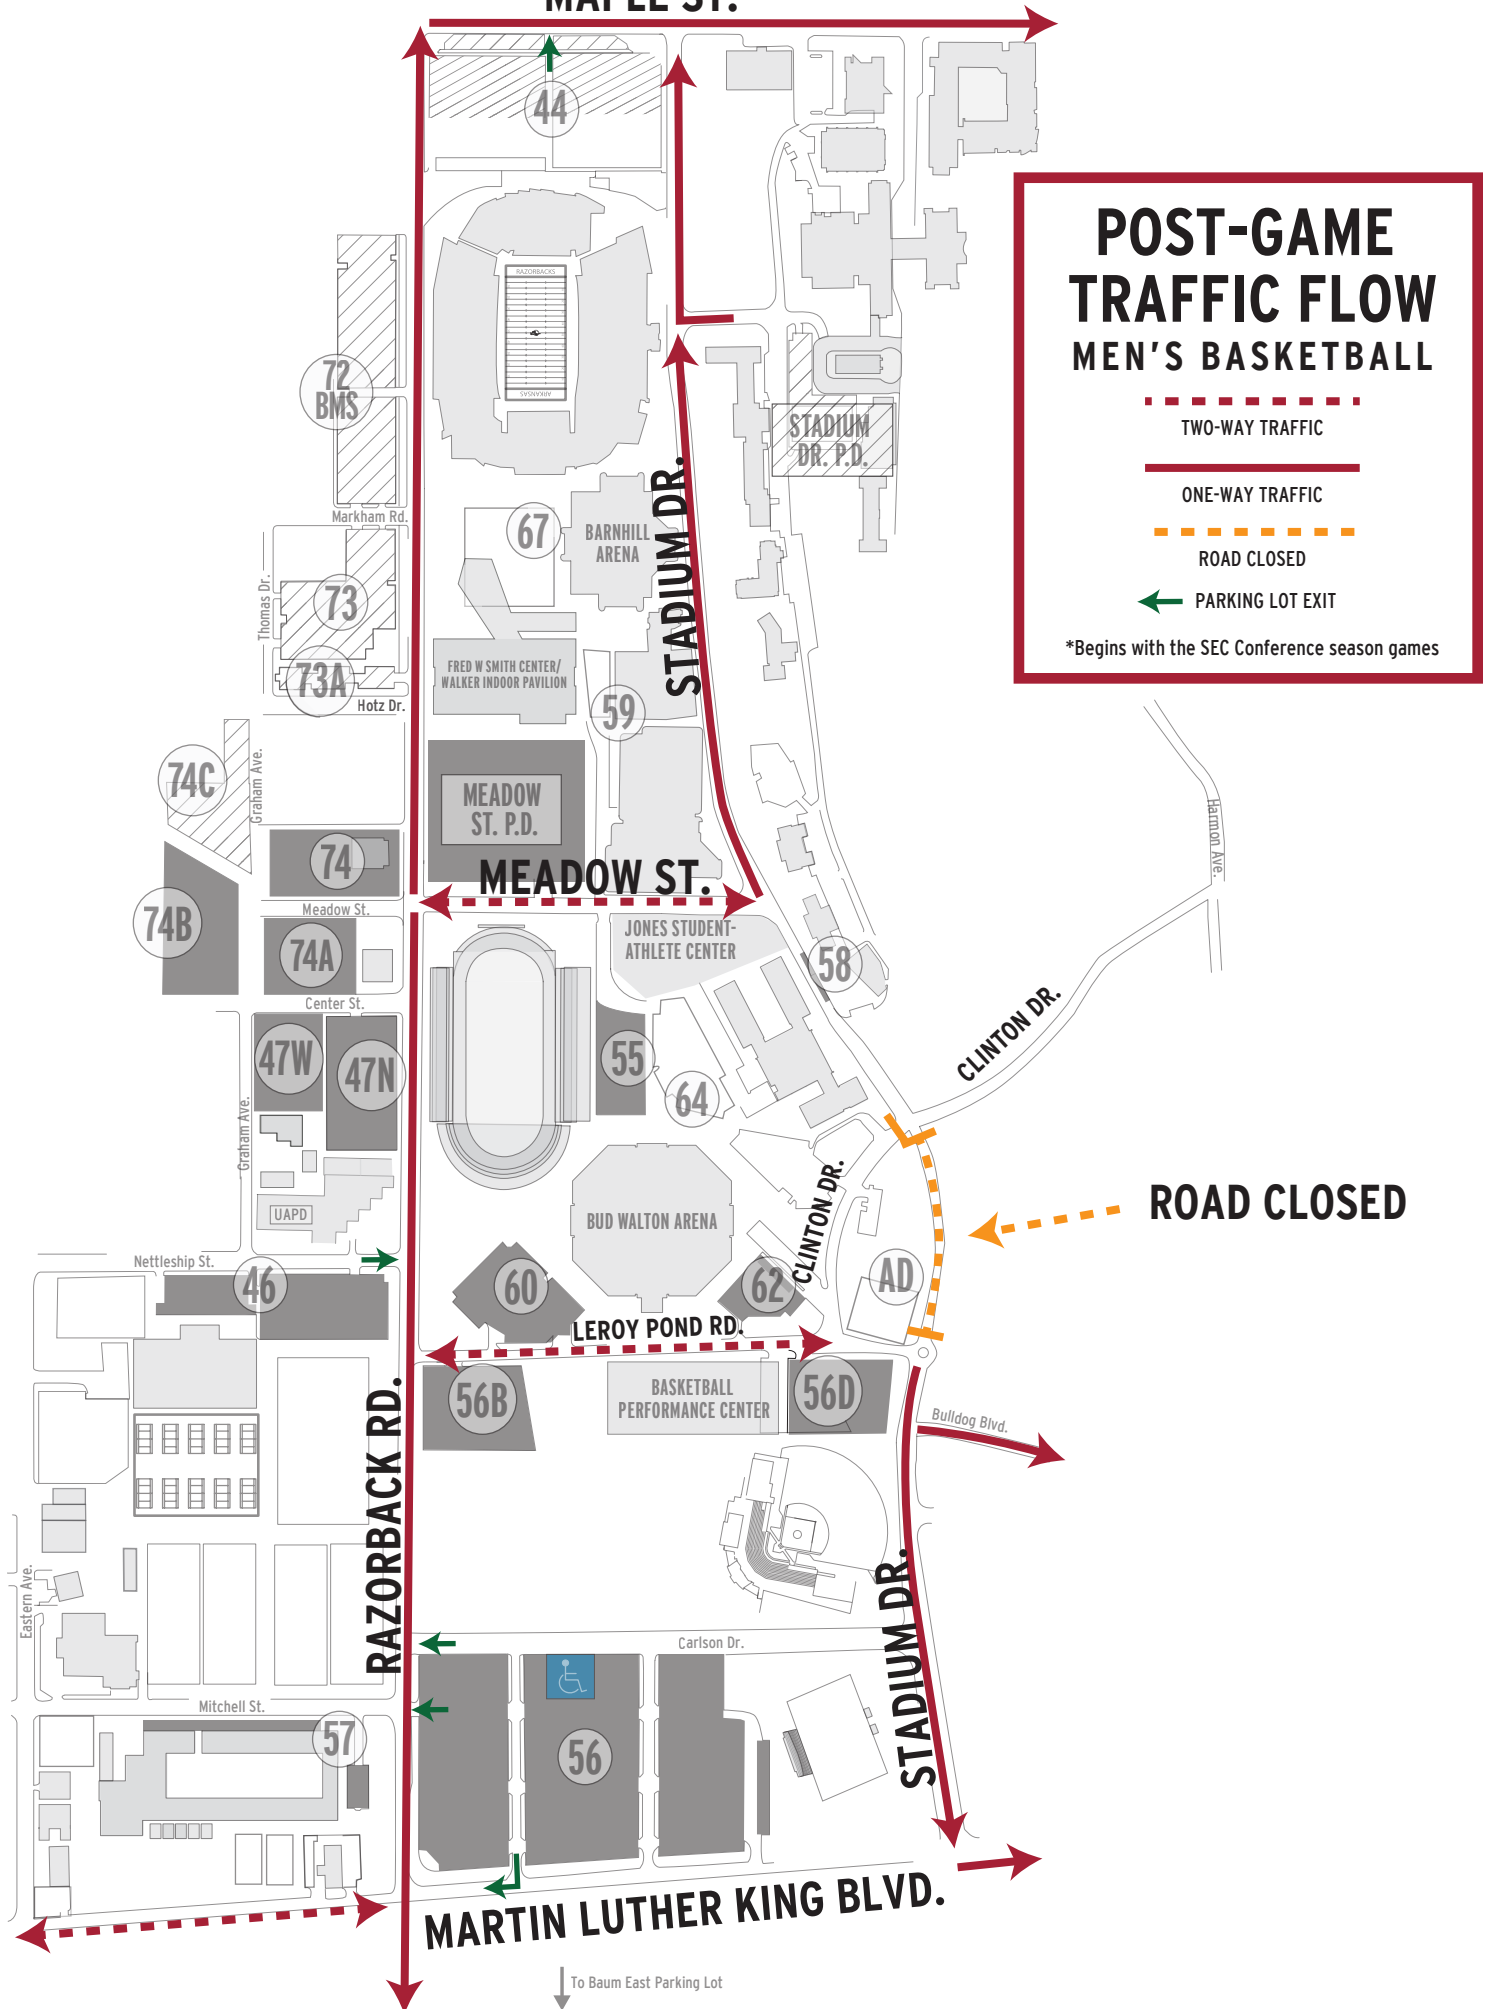 MAPLE ST.
44
POST-GAME
TRAFFIC FLOW
MEN'S BASKETBALL
TWO-WAY TRAFFIC
ONE-WAY TRAFFIC
ROAD CLOSED
PARKING LOT EXIT
*Begins with the SEC Conference season games
RAZORBACKS
ARKANSAS
72
BMS
STADIUM
DR. P.D.
Markham Rd.
67
BARNHILL
ARENA
STADIUM DR.
Thomas Dr.
73
73A
Hotz Dr.
FRED W SMITH CENTER/
WALKER INDOOR PAVILION
59
74C
Graham Ave.
MEADOW
ST. P.D.
Harmon Ave.
74
MEADOW ST.
Meadow St.
74B
74A
JONES STUDENT-
ATHLETE CENTER
58
Center St.
CLINTON DR.
47W
47N
55
64
Graham Ave.
UAPD
BUD WALTON ARENA
CLINTON DR.
ROAD CLOSED
Nettleship St.
46
60
62
AD
LEROY POND RD.
RAZORBACK RD.
56B
BASKETBALL
PERFORMANCE CENTER
56D
Bulldog Blvd.
Eastern Ave.
STADIUM DR.
Carlson Dr.
Mitchell St.
57
56
MARTIN LUTHER KING BLVD.
To Baum East Parking Lot